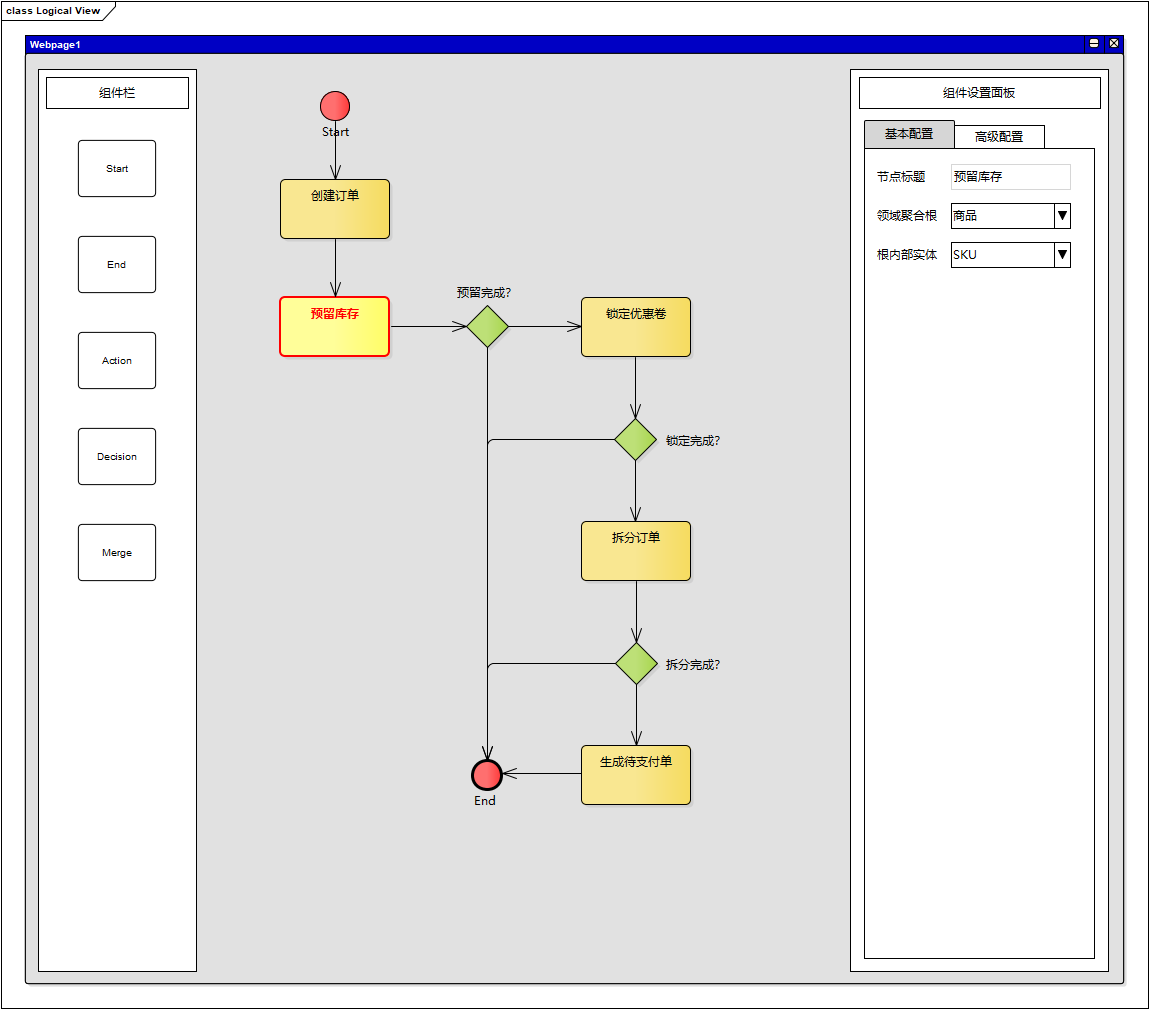 class Logical View
Webpage1
组件栏
Start
End
Action
Decision
Merge
Start
创建订单
预留库存
预留完成?
锁定优惠卷
锁定完成?
拆分订单
拆分完成?
生成待支付单
End
组件设置面板
基本配置
高级配置
节点标题 预留库存
领域聚合根 商品
根内部实体 SKU